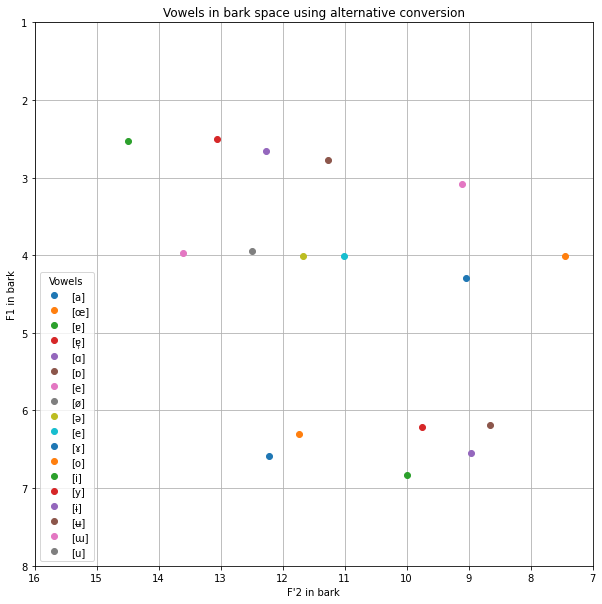 Vowels in bark space using alternative conversion
1
2
3
4
5
6
7
8
F1 in bark
Vowels
[a]
[œ]
[ɐ]
[ɐ̞]
[ɑ]
[ɒ]
[e]
[ø]
[ə]
[ɵ]
[ɤ]
[o]
[i]
[y]
[ɨ]
[ʉ]
[ɯ]
[u]
16 15 14 13 12 11 10 9 8 7
F'2 in bark